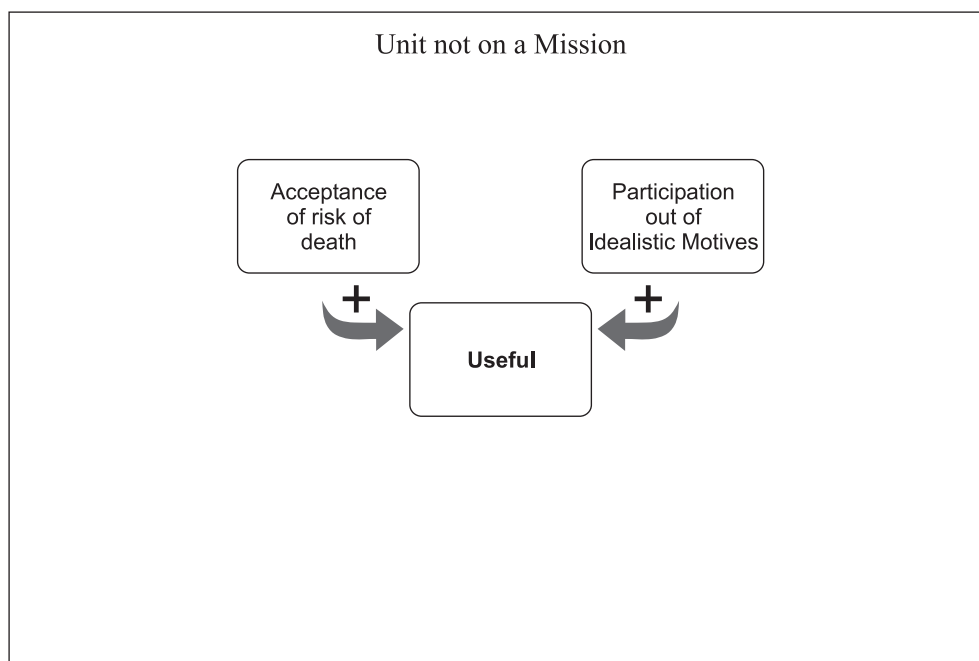 Unit not on a Mission
Acceptance
of risk of
death
Participation
out of
Idealistic Motives
+
+
Useful